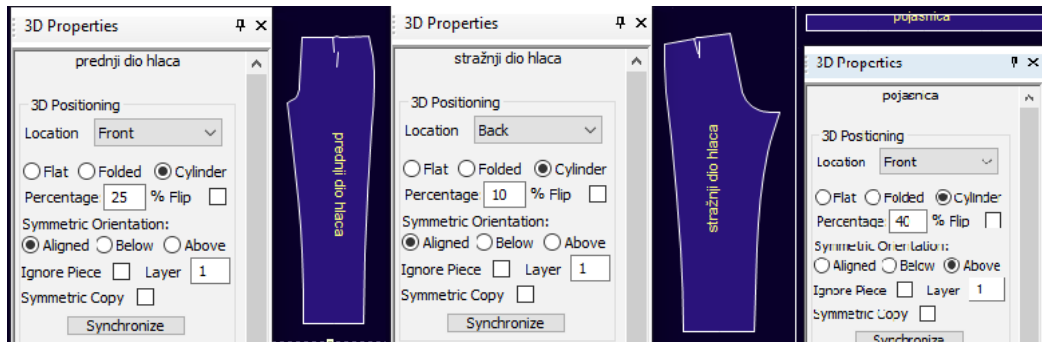 3D Properties
prednji dio hlaca
3D Positioning
Location Front
Flat Folded Cylinder
Percentage 25 % Flip
Symmetric Orientation:
Aligned Below Above
Ignore Piece Layer 1
Symmetric Copy
Synchronize
prednji dio hlaca
3D Properties
stražnji dio hlaca
3D Positioning
Location Back
Flat Folded Cylinder
Percentage 10 % Flip
Symmetric Orientation:
Aligned Below Above
Ignore Piece Layer 1
Symmetric Copy
Synchronize
stražnji dio hlaca
pojasnica
3D Properties
pojasnica
3D Positioning
Location Front
Flat Folded Cylinder
Percentage 40 % Flip
Symmetric Orientation:
Aligned Below Above
Ignore Piece Layer 1
Symmetric Copy
Synchronize